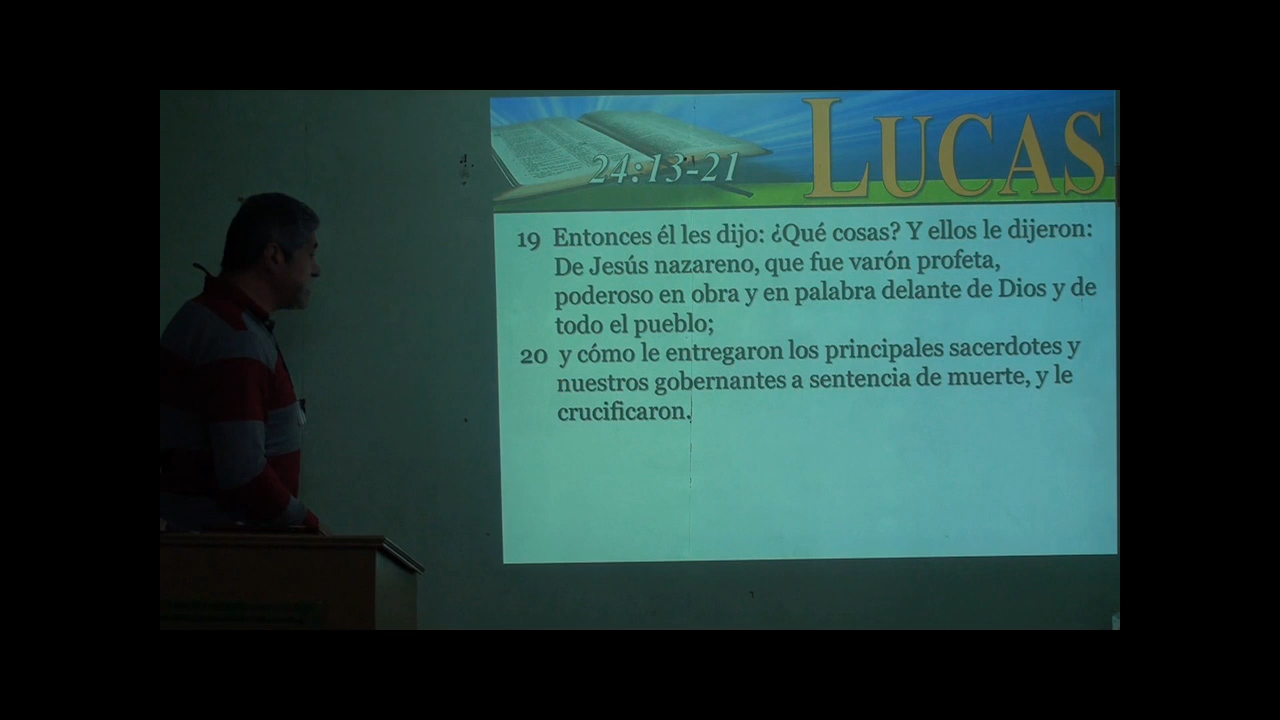 LUCAS
24:13-21
19 Entonces él les dijo: ¿Qué cosas? Y ellos le dijeron:
De Jesús nazareno, que fue varón profeta,
poderoso en obra y en palabra delante de Dios y de
todo el pueblo;
20 y cómo le entregaron los principales sacerdotes y
nuestros gobernantes a sentencia de muerte, y le
crucificaron.